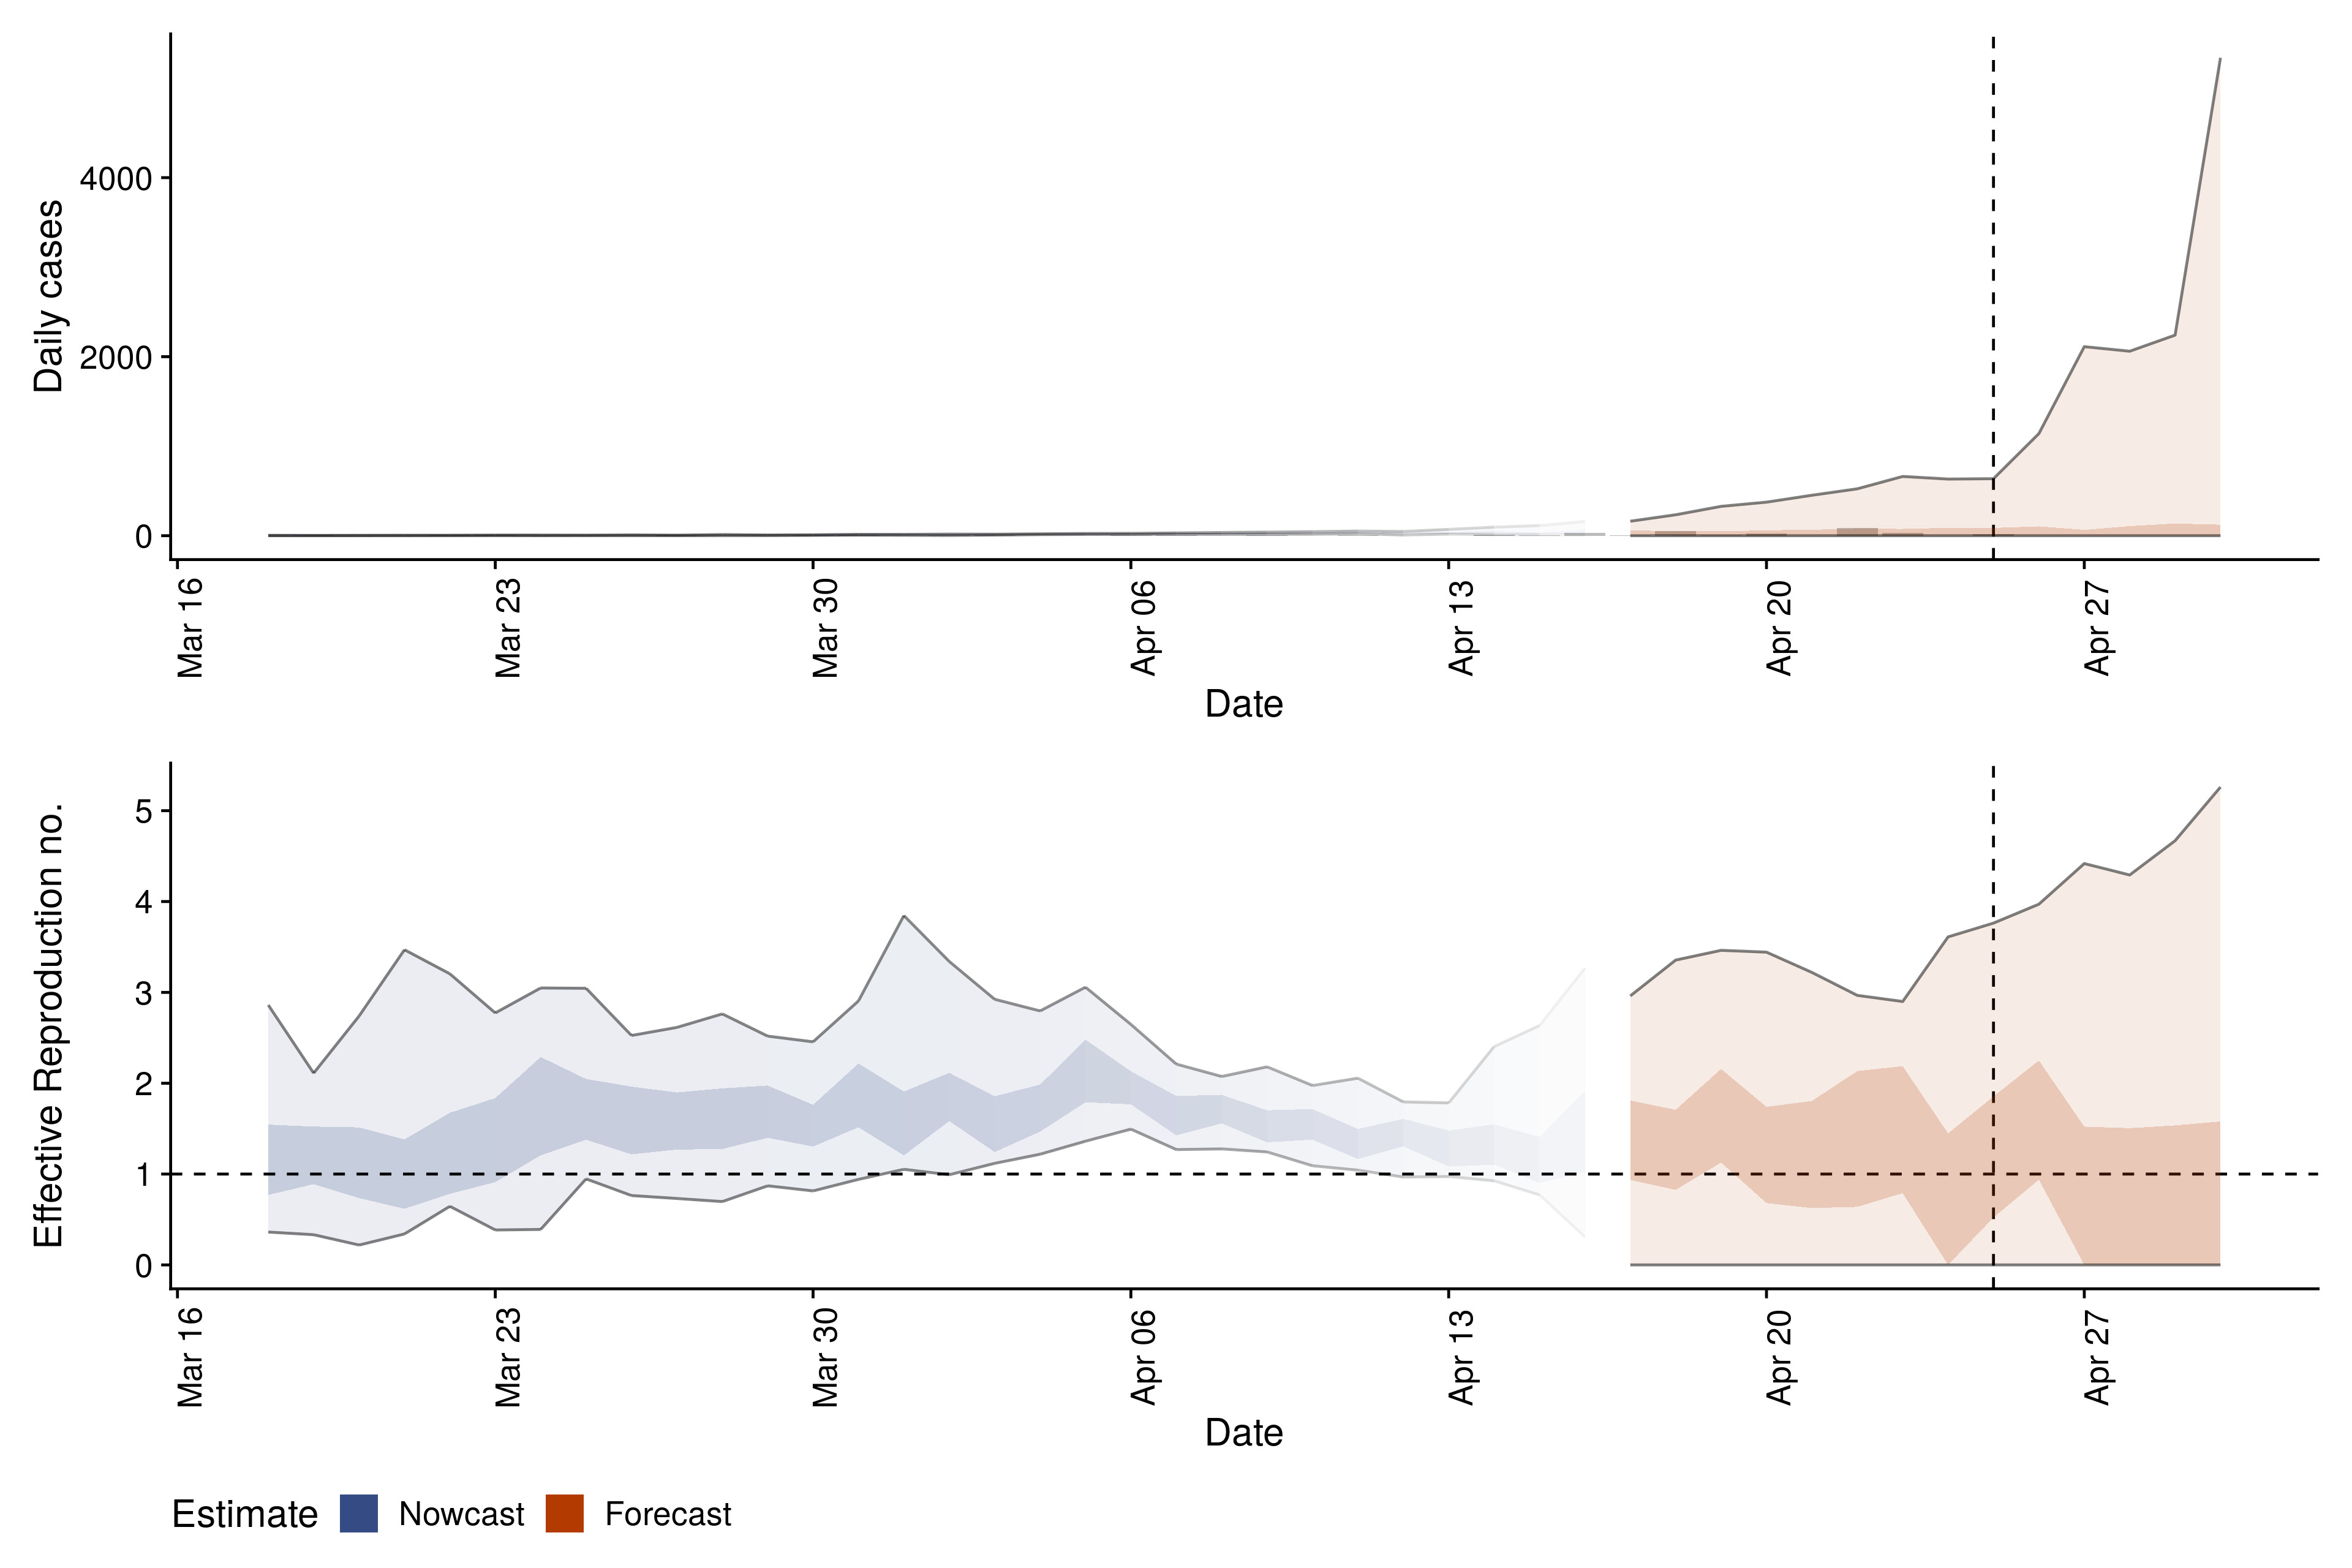 Daily cases
4000
2000
0
Mar 16
Mar 23
Mar 30
Apr 06
Apr 13
Apr 20
Apr 27
Date
Effective Reproduction no.
5
4
3
2
1
0
Mar 16
Mar 23
Mar 30
Apr 06
Apr 13
Apr 20
Apr 27
Date
Estimate Nowcast Forecast